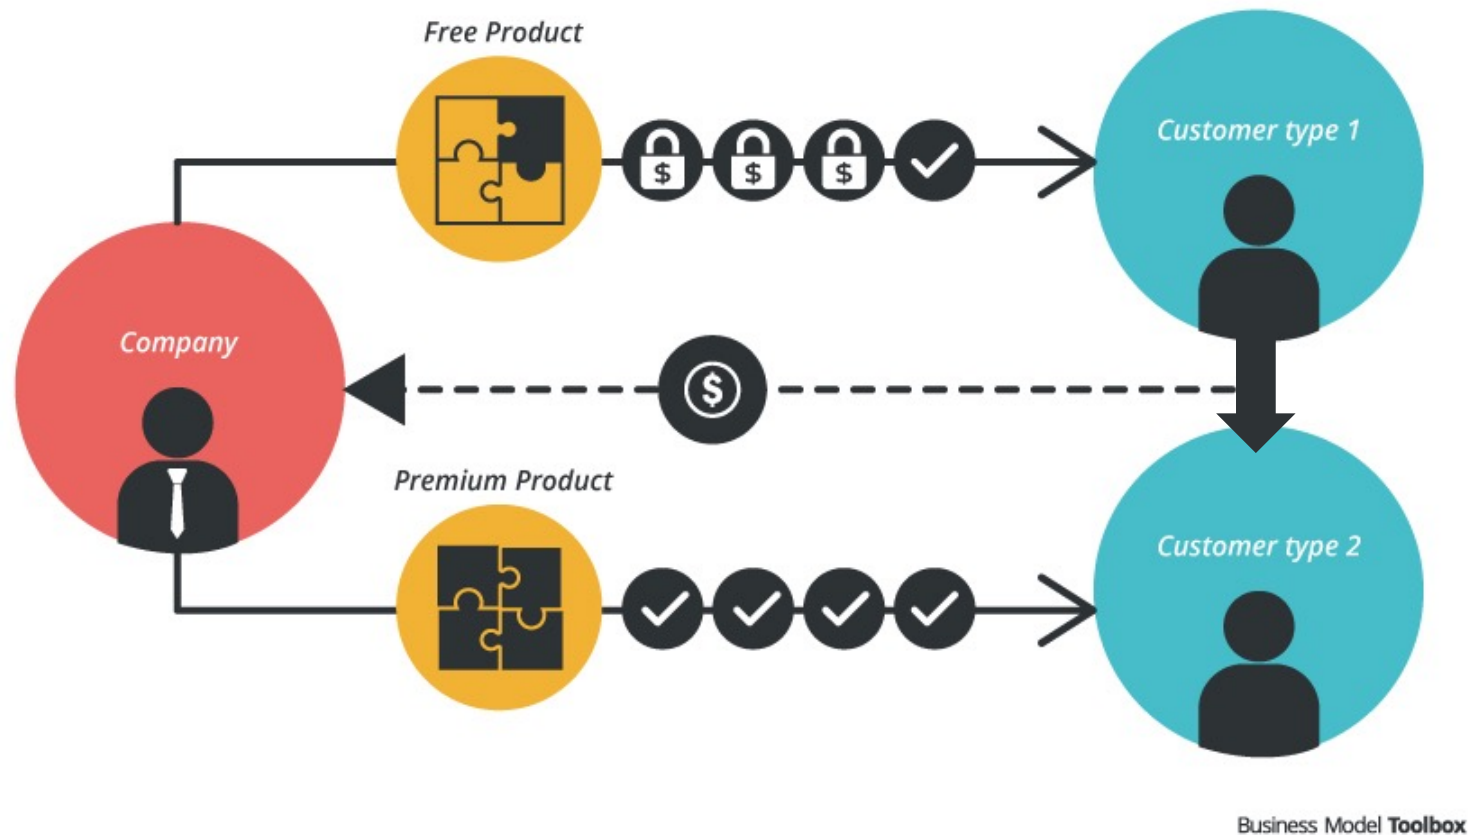 Free Product
Customer type 1
$ $ $
Company
$
Premium Product
Customer type 2
Business Model Toolbox